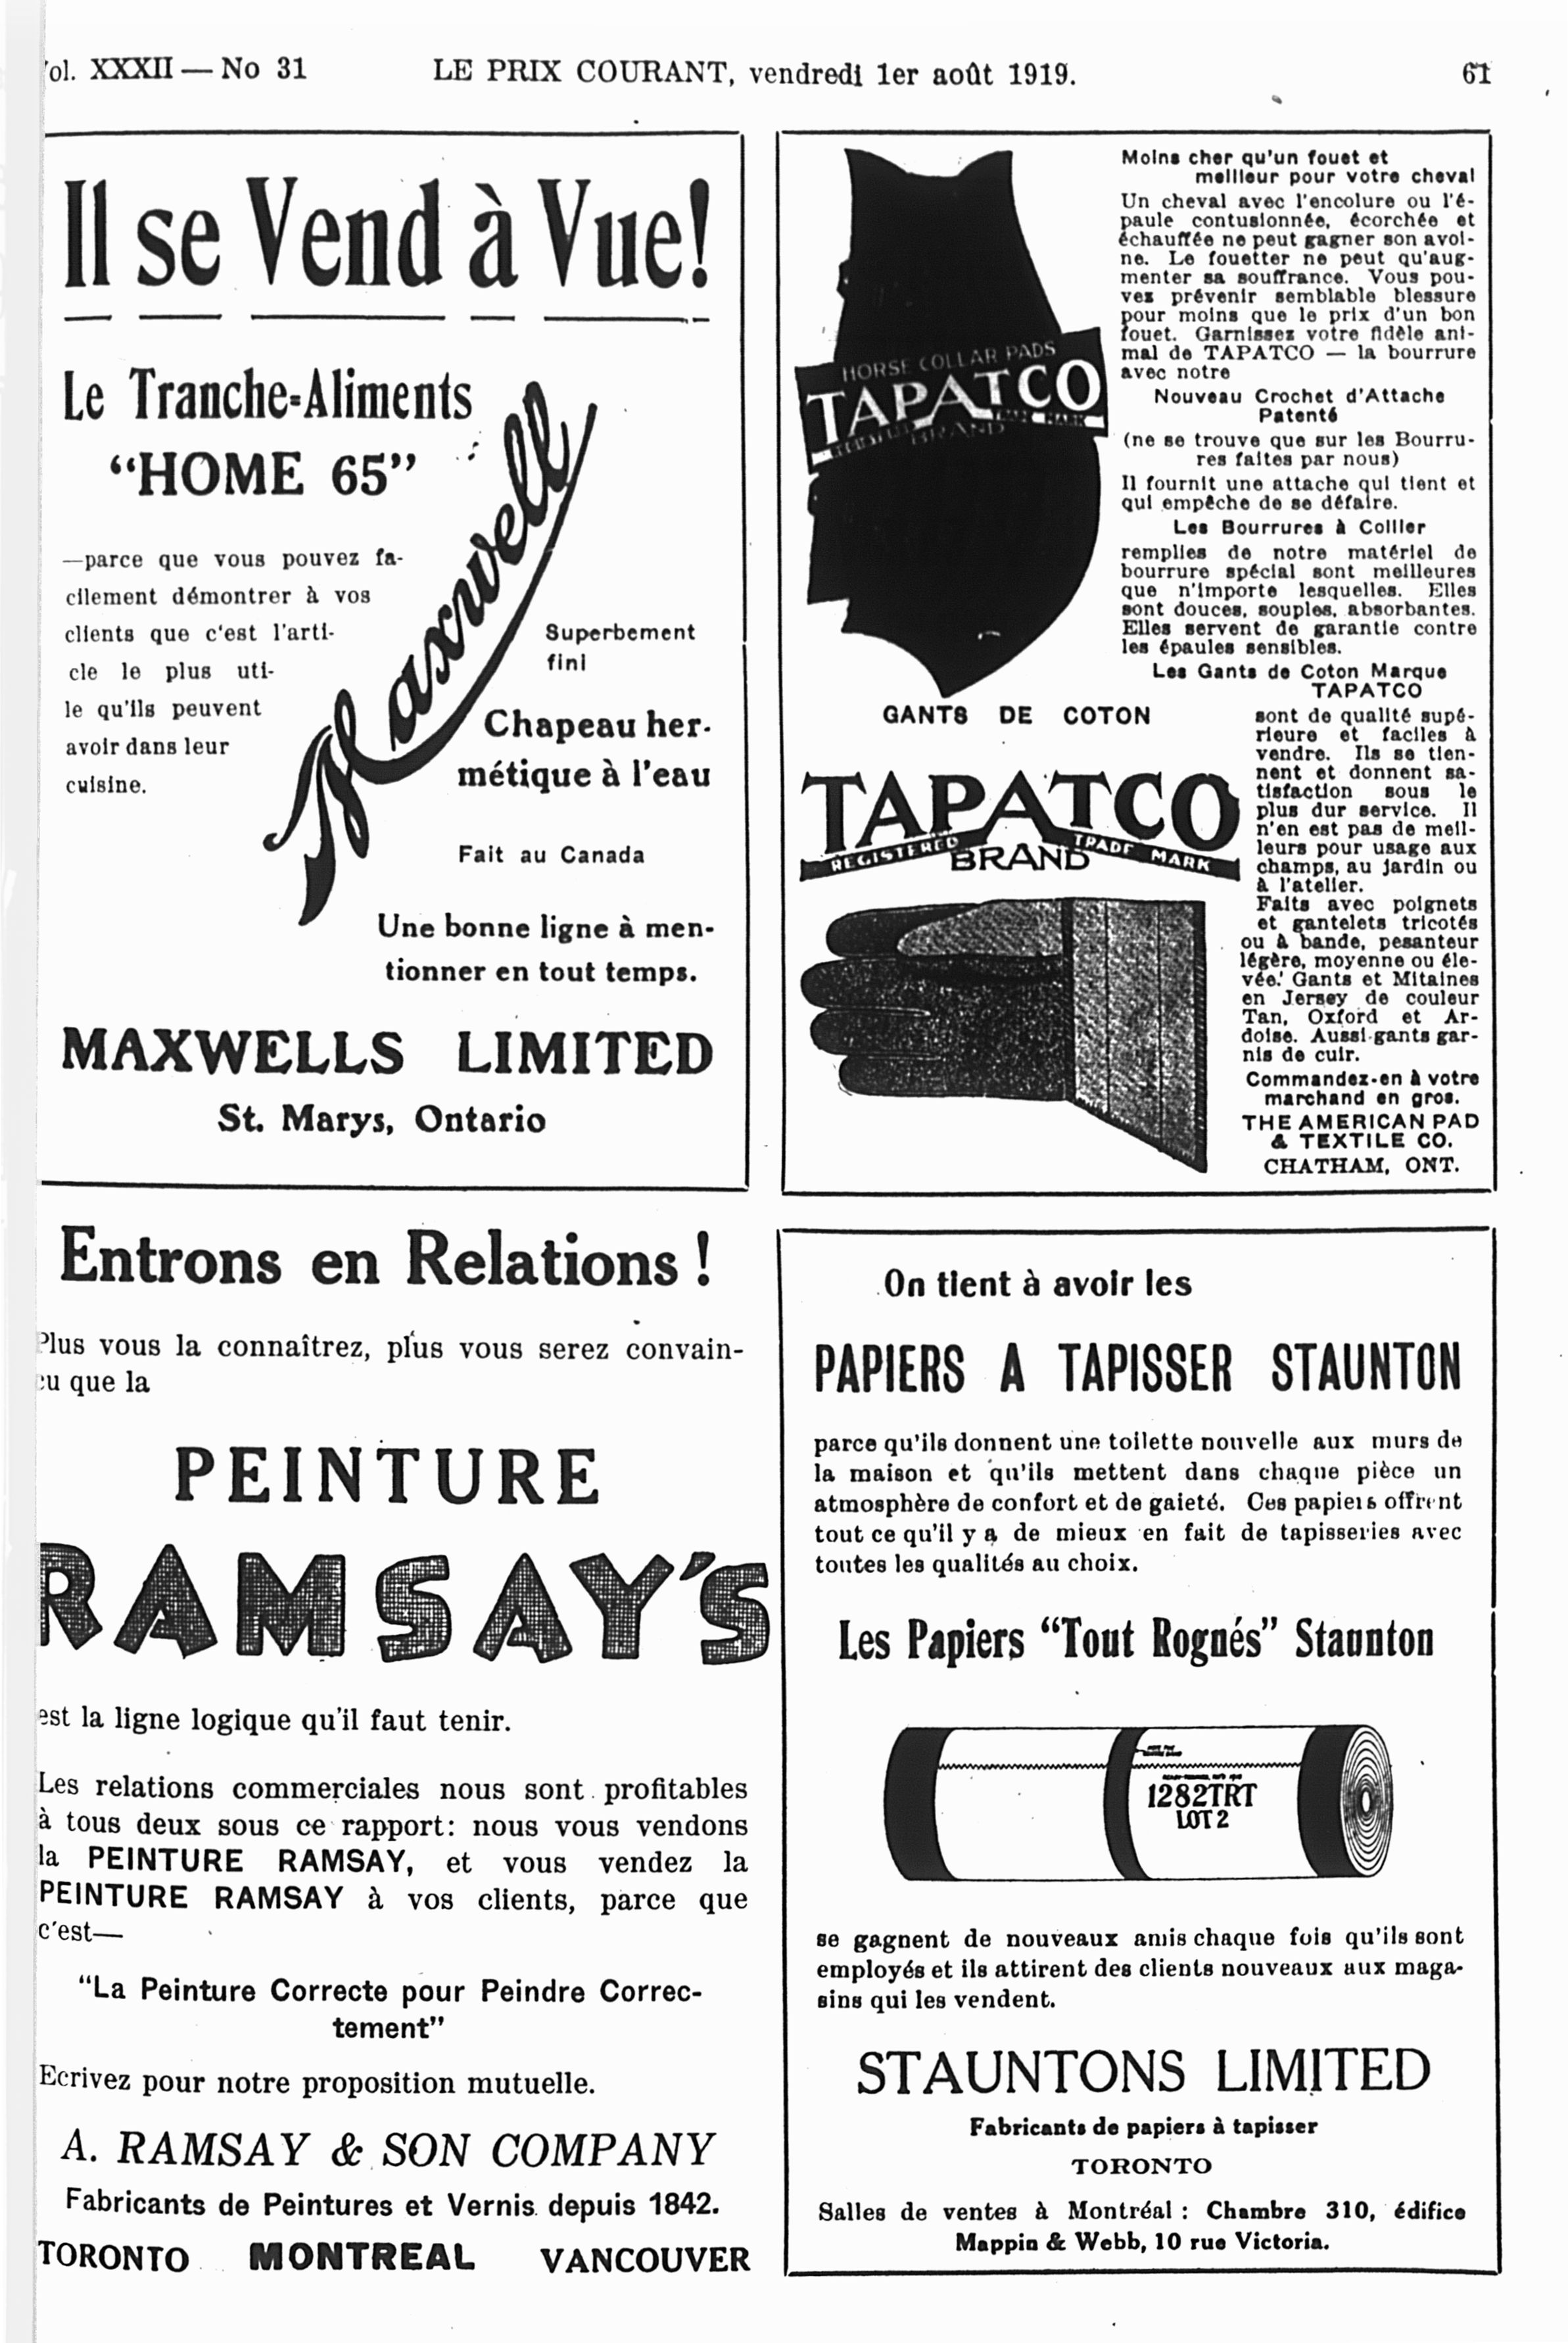 Vol. XXXII — No 31 LE PRIX COURANT, vendredi 1er août 1919. 61
Il se Vend à Vue!
Le Tranche-Aliments
"HOME 65"
Maxwell
—parce que vous pouvez fa-
cilement démontrer à vos
clients que c'est l'arti-
cle le plus uti-
le qu'ils peuvent
avoir dans leur
cuisine.
Superbement
fini
Chapeau her-
métique à l'eau
Fait au Canada
Une bonne ligne à men-
tionner en tout temps.
MAXWELLS LIMITED
St. Marys, Ontario
HORSE COLLAR PADS
TAPATCO
REGISTERED BRAND TRADE MARK
Moins cher qu'un fouet et
meilleur pour votre cheval
Un cheval avec l'encolure ou l'é-
paule contusionnée, écorchée et
échauffée ne peut gagner son avoi-
ne. Le fouetter ne peut qu'aug-
menter sa souffrance. Vous pou-
vez prévenir semblable blessure
pour moins que le prix d'un bon
fouet. Garnissez votre fidèle ani-
mal de TAPATCO — la bourrure
avec notre
Nouveau Crochet d'Attache
Patenté
(ne se trouve que sur les Bourru-
res faites par nous)
Il fournit une attache qui tient et
qui empêche de se défaire.
Les Bourrures à Collier
remplies de notre matériel de
bourrure spécial sont meilleures
que n'importe lesquelles. Elles
sont douces, souples, absorbantes.
Elles servent de garantie contre
les épaules sensibles.
Les Gants de Coton Marque
TAPATCO
GANTS DE COTON
TAPATCO
REGISTERED BRAND TRADE MARK
sont de qualité supé-
rieure et faciles à
vendre. Ils se tien-
nent et donnent sa-
tisfaction sous le
plus dur service. Il
n'en est pas de meil-
leurs pour usage aux
champs, au jardin ou
à l'atelier.
Faits avec poignets
et gantelets tricotés
ou à bande, pesanteur
légère, moyenne ou éle-
vée. Gants et Mitaines
en Jersey de couleur
Tan, Oxford et Ar-
doise. Aussi gants gar-
nis de cuir.
Commandez-en à votre
marchand en gros.
THE AMERICAN PAD
& TEXTILE CO.
CHATHAM, ONT.
Entrons en Relations !
Plus vous la connaîtrez, plus vous serez convain-
cu que la
PEINTURE
RAMSAY'S
est la ligne logique qu'il faut tenir.
Les relations commerciales nous sont profitables
à tous deux sous ce rapport: nous vous vendons
la PEINTURE RAMSAY, et vous vendez la
PEINTURE RAMSAY à vos clients, parce que
c'est—
"La Peinture Correcte pour Peindre Correc-
tement"
Ecrivez pour notre proposition mutuelle.
A. RAMSAY & SON COMPANY
Fabricants de Peintures et Vernis depuis 1842.
TORONTO MONTREAL VANCOUVER
On tient à avoir les
PAPIERS A TAPISSER STAUNTON
parce qu'ils donnent une toilette nouvelle aux murs de
la maison et qu'ils mettent dans chaque pièce un
atmosphère de confort et de gaieté. Ces papiers offrent
tout ce qu'il y a de mieux en fait de tapisseries avec
toutes les qualités au choix.
Les Papiers "Tout Rognés" Staunton
1282TRT
LOT 2
se gagnent de nouveaux amis chaque fois qu'ils sont
employés et ils attirent des clients nouveaux aux maga-
sins qui les vendent.
STAUNTONS LIMITED
Fabricants de papiers à tapisser
TORONTO
Salles de ventes à Montréal : Chambre 310, édifice
Mappin & Webb, 10 rue Victoria.